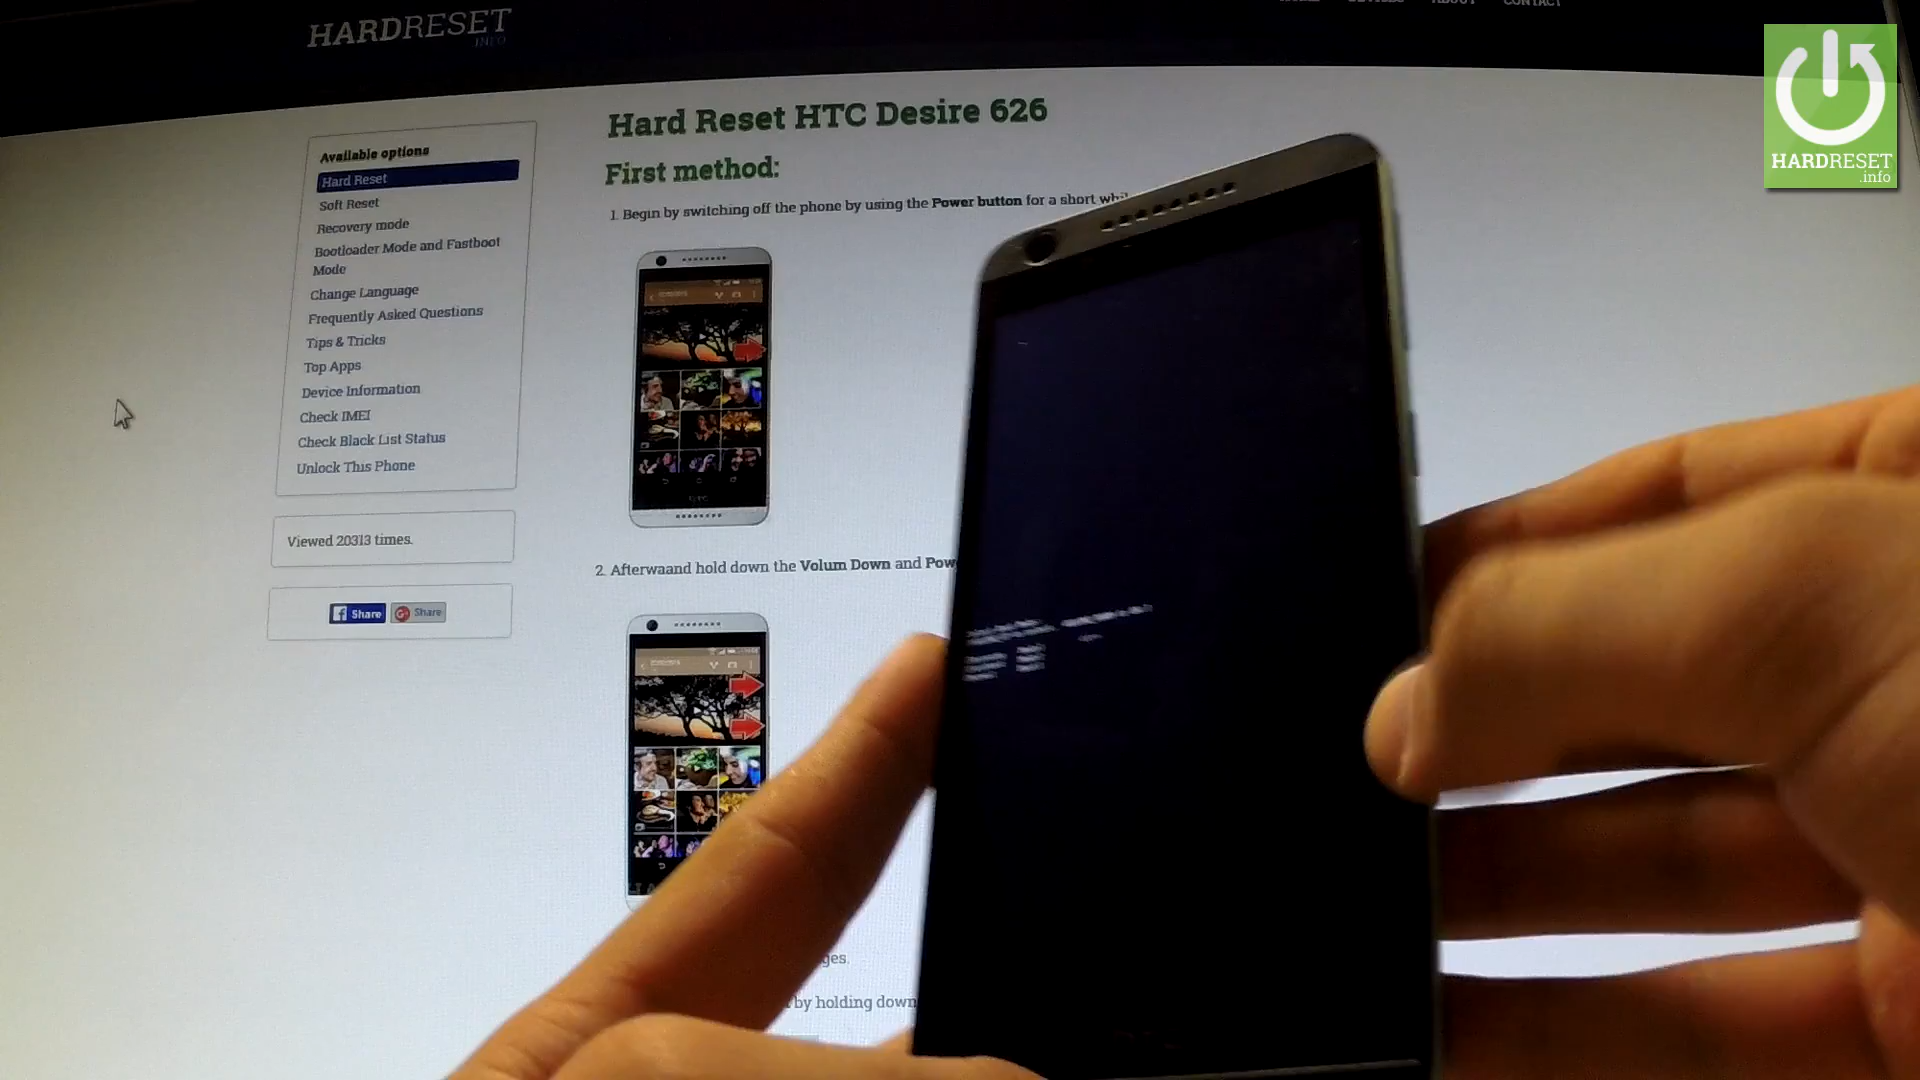 HARDRESET
.INFO
CONTACT
HARDRESET
.info
Hard Reset HTC Desire 626
First method:
1. Begin by switching off the phone by using the Power button for a short
2. Afterwaand hold down the Volum Down and
by holding down
Available options
Hard Reset
Soft Reset
Recovery mode
Bootloader Mode and Fastboot
Mode
Change Language
Frequently Asked Questions
Tips & Tricks
Top Apps
Device Information
Check IMEI
Check Black List Status
Unlock This Phone
Viewed 20313 times.
Share
Share